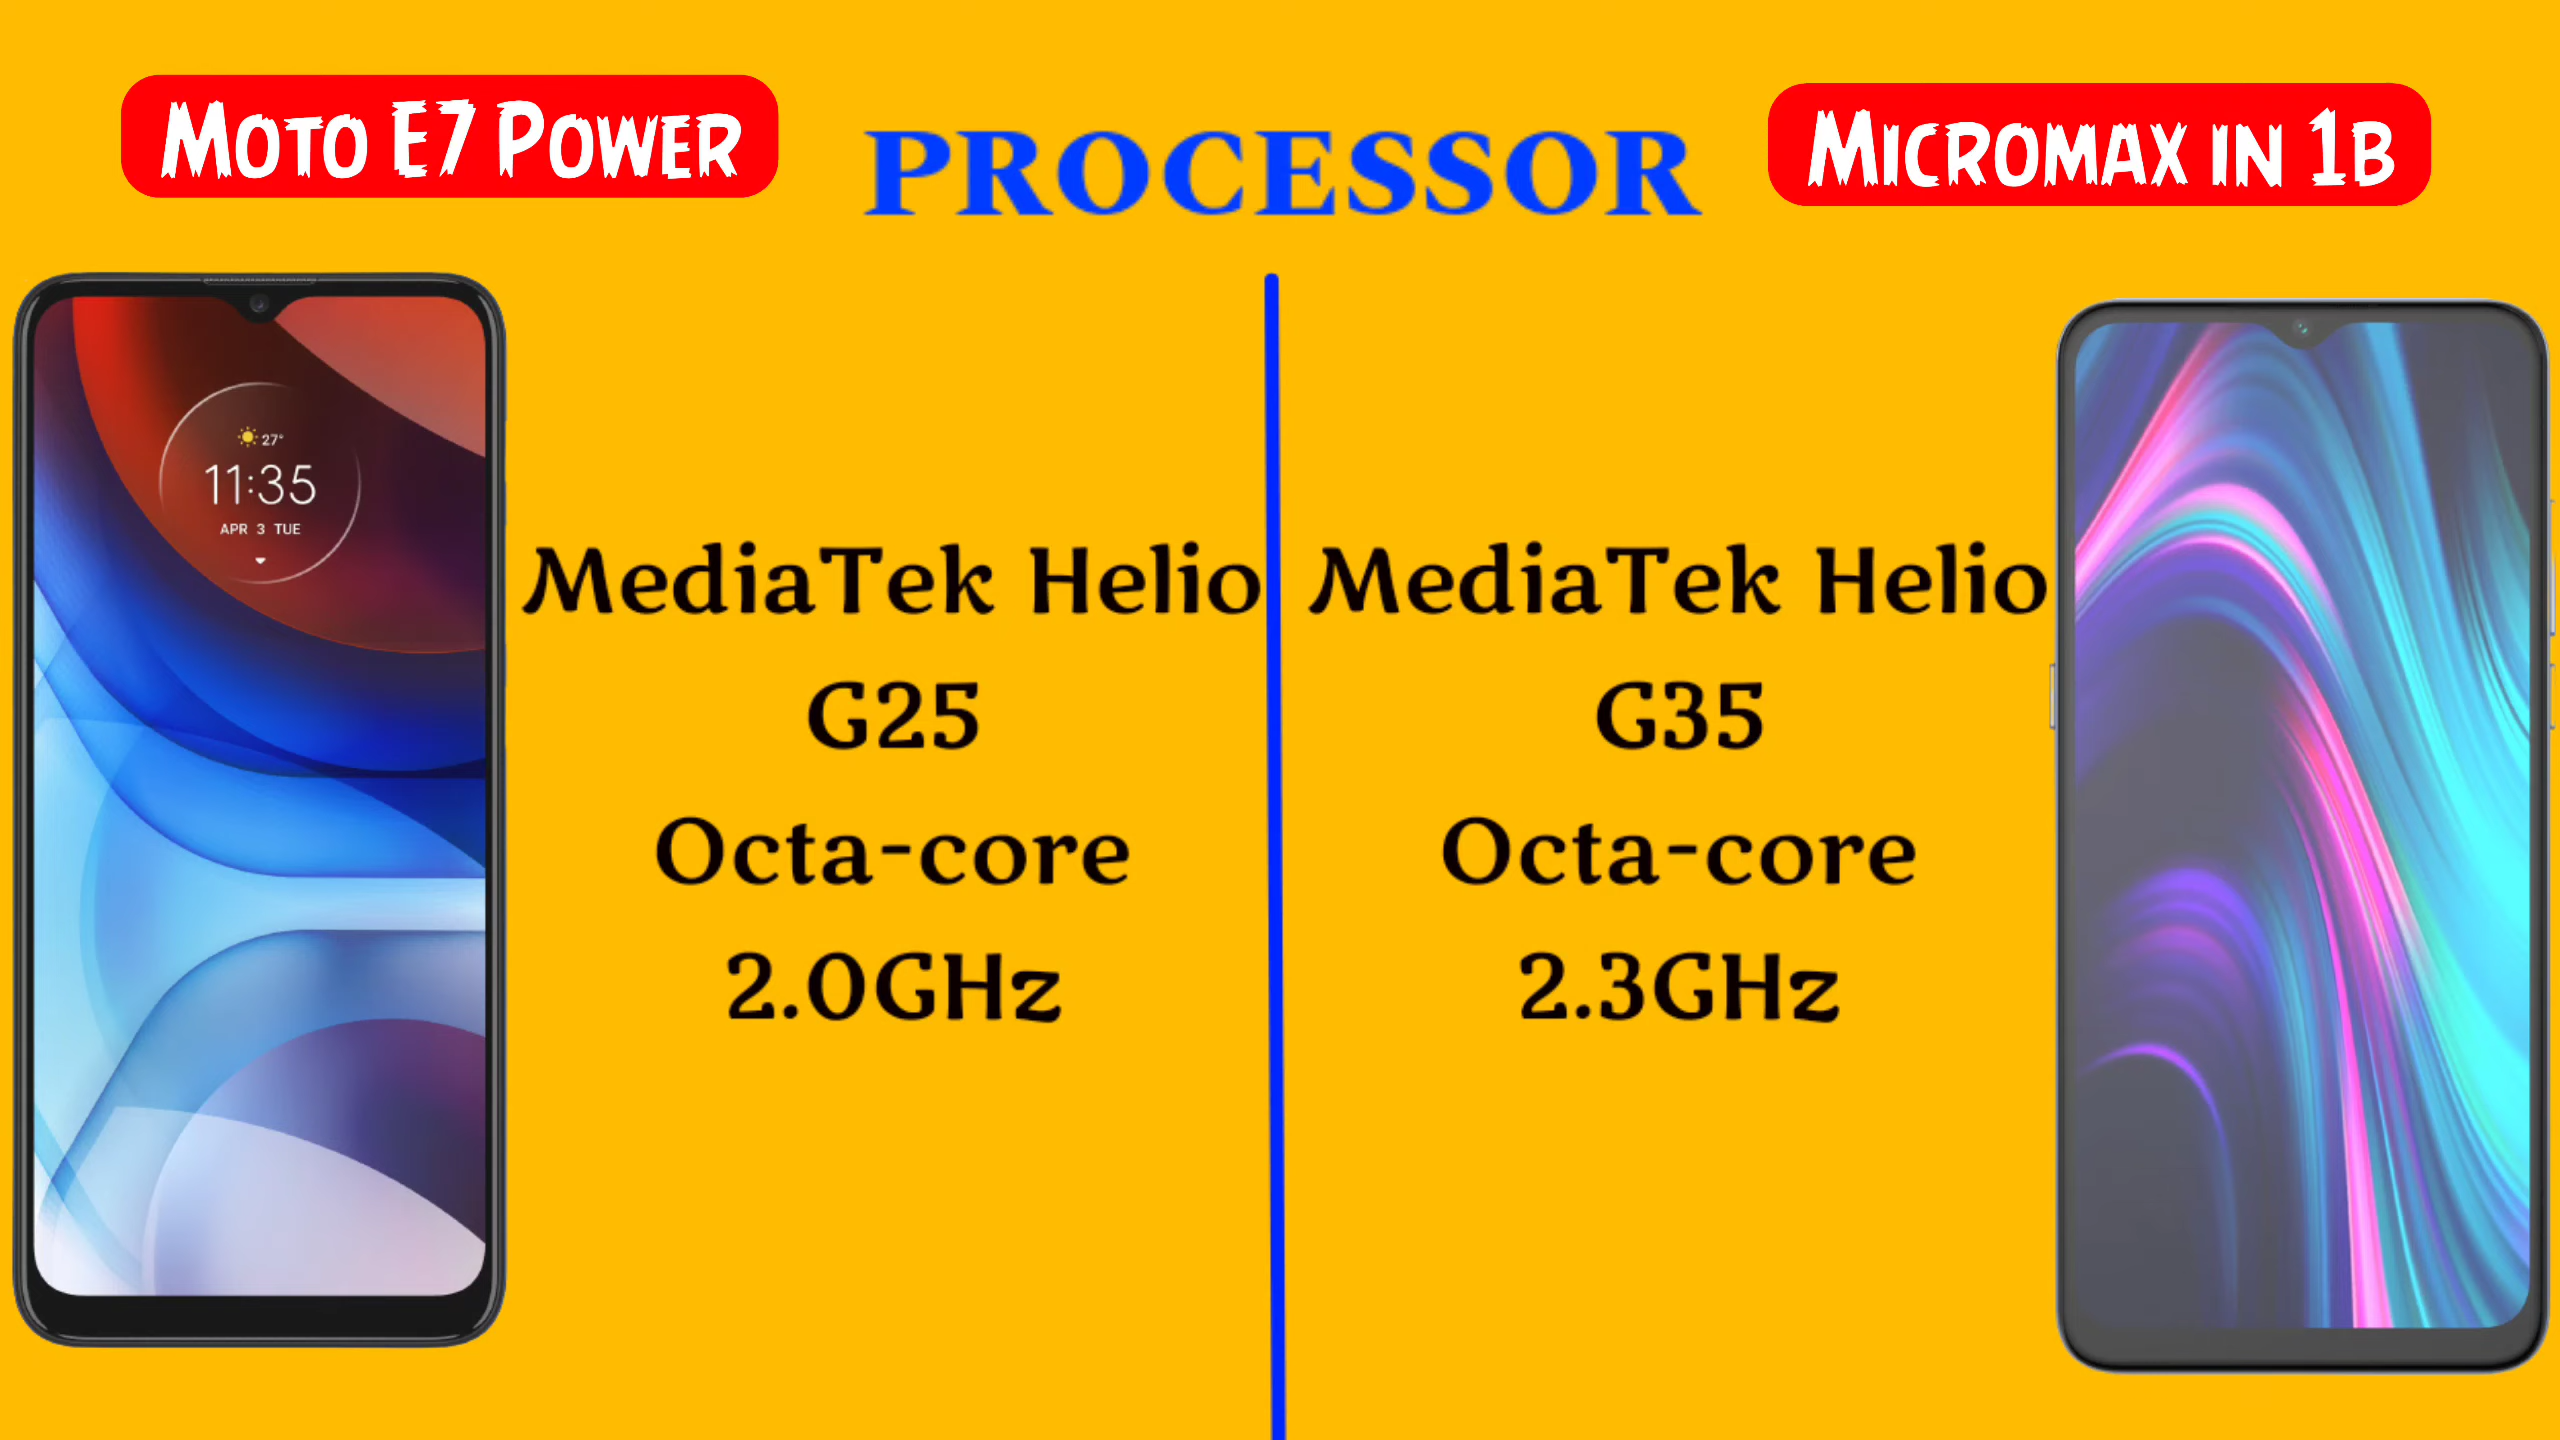 Moto E7 Power
PROCESSOR
Micromax in 1b
27°
11:35
APR 3 TUE
MediaTek Helio
G25
Octa-core
2.0GHz
MediaTek Helio
G35
Octa-core
2.3GHz